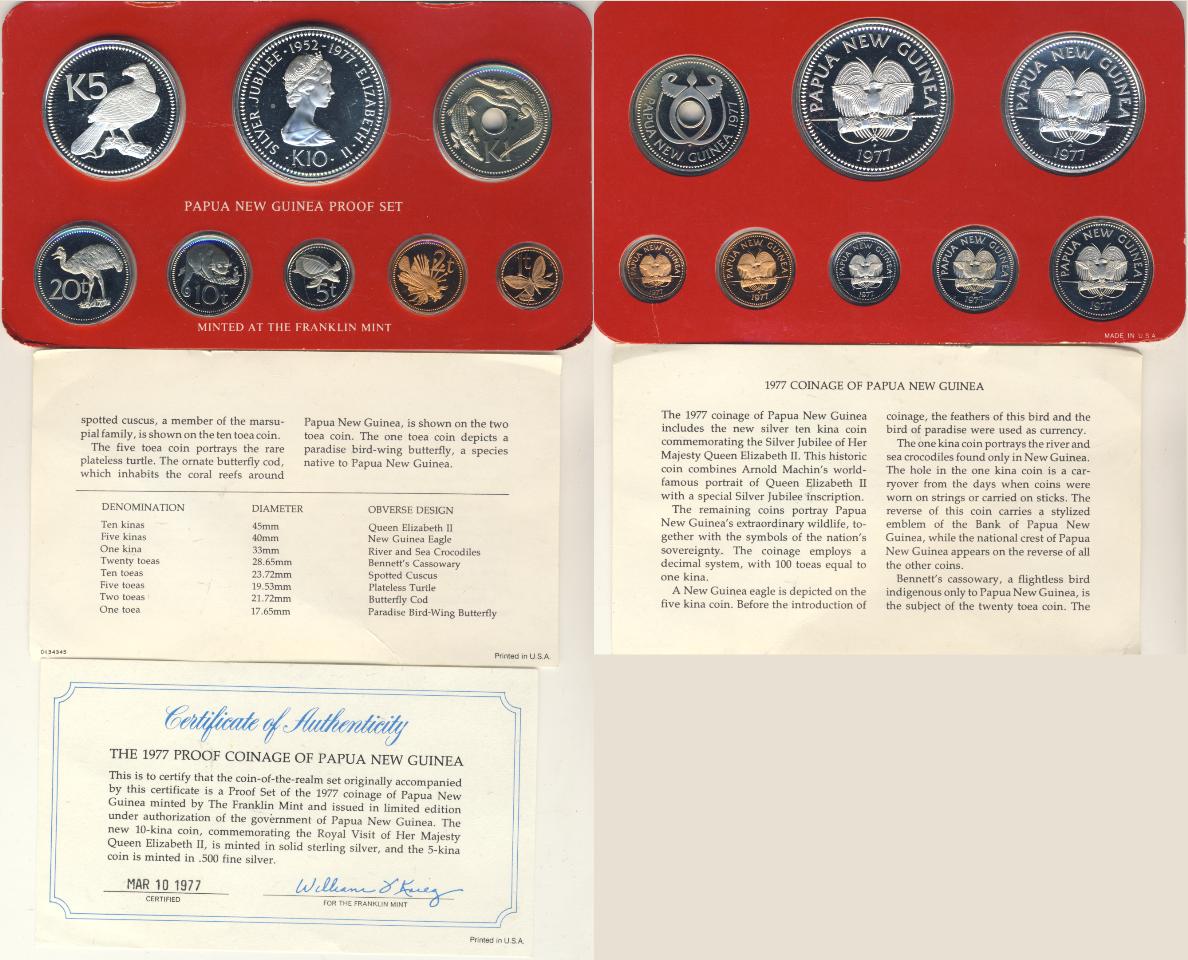 K5
SILVER JUBILEE · 1952 - 1977 ELIZABETH II
· K10 ·
K1
PAPUA NEW GUINEA PROOF SET
20t
10t
5t
2t
1t
MINTED AT THE FRANKLIN MINT
PAPUA NEW GUINEA 1977
PAPUA NEW GUINEA
1977
PAPUA NEW GUINEA
1977
PAPUA NEW GUINEA
1977
PAPUA NEW GUINEA
1977
PAPUA NEW GUINEA
1977
PAPUA NEW GUINEA
1977
PAPUA NEW GUINEA
1977
MADE IN U S A
spotted cuscus, a member of the marsu-
pial family, is shown on the ten toea coin.
The five toea coin portrays the rare
plateless turtle. The ornate butterfly cod,
which inhabits the coral reefs around
Papua New Guinea, is shown on the two
toea coin. The one toea coin depicts a
paradise bird-wing butterfly, a species
native to Papua New Guinea.
DENOMINATION DIAMETER OBVERSE DESIGN
Ten kinas 45mm Queen Elizabeth II
Five kinas 40mm New Guinea Eagle
One kina 33mm River and Sea Crocodiles
Twenty toeas 28.65mm Bennett's Cassowary
Ten toeas 23.72mm Spotted Cuscus
Five toeas 19.53mm Plateless Turtle
Two toeas 21.72mm Butterfly Cod
One toea 17.65mm Paradise Bird-Wing Butterfly
0134345
Printed in U.S.A.
1977 COINAGE OF PAPUA NEW GUINEA
The 1977 coinage of Papua New Guinea
includes the new silver ten kina coin
commemorating the Silver Jubilee of Her
Majesty Queen Elizabeth II. This historic
coin combines Arnold Machin's world-
famous portrait of Queen Elizabeth II
with a special Silver Jubilee inscription.
The remaining coins portray Papua
New Guinea's extraordinary wildlife, to-
gether with the symbols of the nation's
sovereignty. The coinage employs a
decimal system, with 100 toeas equal to
one kina.
A New Guinea eagle is depicted on the
five kina coin. Before the introduction of
coinage, the feathers of this bird and the
bird of paradise were used as currency.
The one kina coin portrays the river and
sea crocodiles found only in New Guinea.
The hole in the one kina coin is a car-
ryover from the days when coins were
worn on strings or carried on sticks. The
reverse of this coin carries a stylized
emblem of the Bank of Papua New
Guinea, while the national crest of Papua
New Guinea appears on the reverse of all
the other coins.
Bennett's cassowary, a flightless bird
indigenous only to Papua New Guinea, is
the subject of the twenty toea coin. The
Certificate of Authenticity
THE 1977 PROOF COINAGE OF PAPUA NEW GUINEA
This is to certify that the coin-of-the-realm set originally accompanied
by this certificate is a Proof Set of the 1977 coinage of Papua New
Guinea minted by The Franklin Mint and issued in limited edition
under authorization of the government of Papua New Guinea. The
new 10-kina coin, commemorating the Royal Visit of Her Majesty
Queen Elizabeth II, is minted in solid sterling silver, and the 5-kina
coin is minted in .500 fine silver.
MAR 10 1977
CERTIFIED
FOR THE FRANKLIN MINT
Printed in U.S.A.